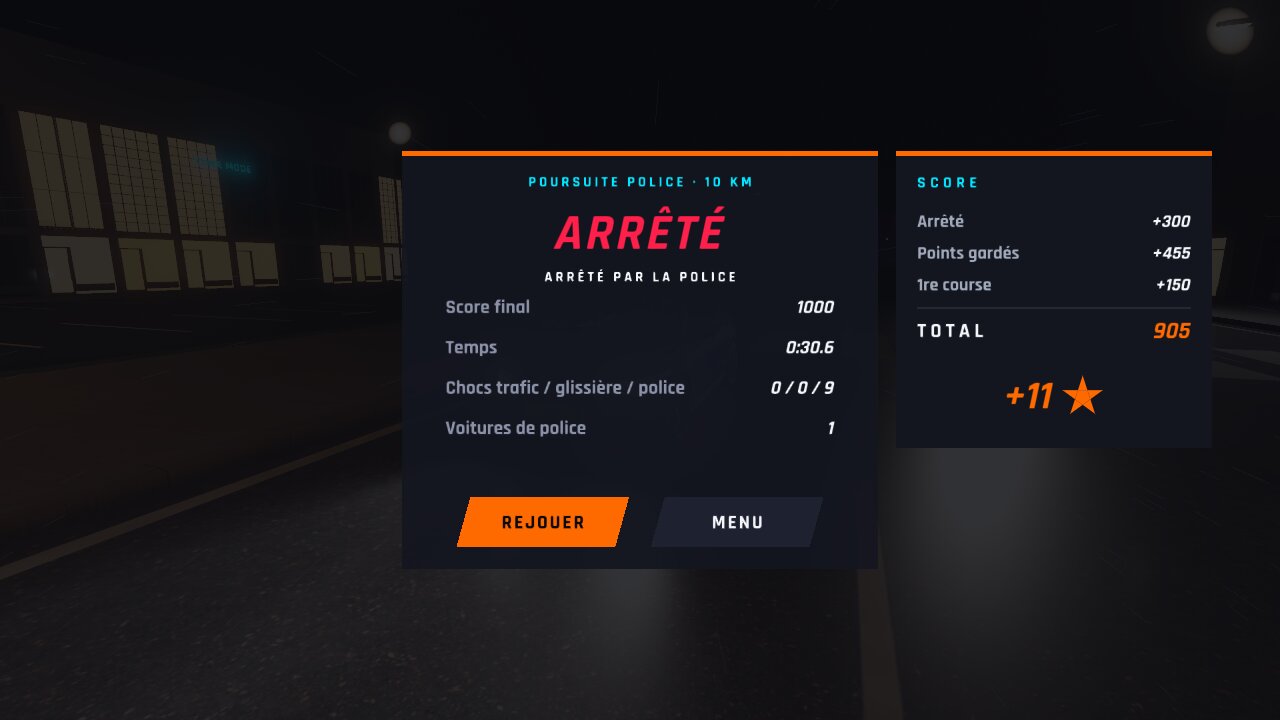 POURSUITE POLICE · 10 KM
ARRÊTÉ
ARRÊTÉ PAR LA POLICE
Score final 1000
Temps 0:30.6
Chocs trafic / glissière / police 0 / 0 / 9
Voitures de police 1
REJOUER MENU
SCORE
Arrêté +300
Points gardés +455
1re course +150
TOTAL 905
+11